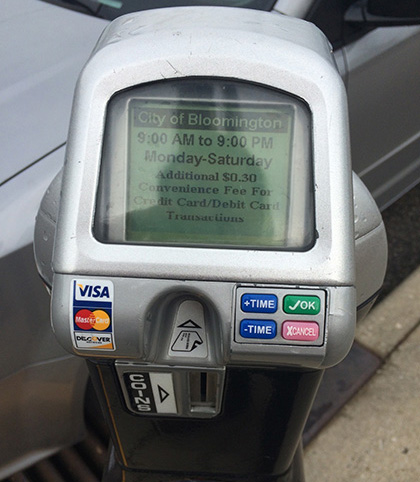 City of Bloomington
9:00 AM to 9:00 PM
Monday-Saturday
Additional $0.30
Convenience Fee For
Credit Card/Debit Card
Transactions
VISA
MasterCard
DISCOVER
+TIME
✓OK
-TIME
XCANCEL
COINS